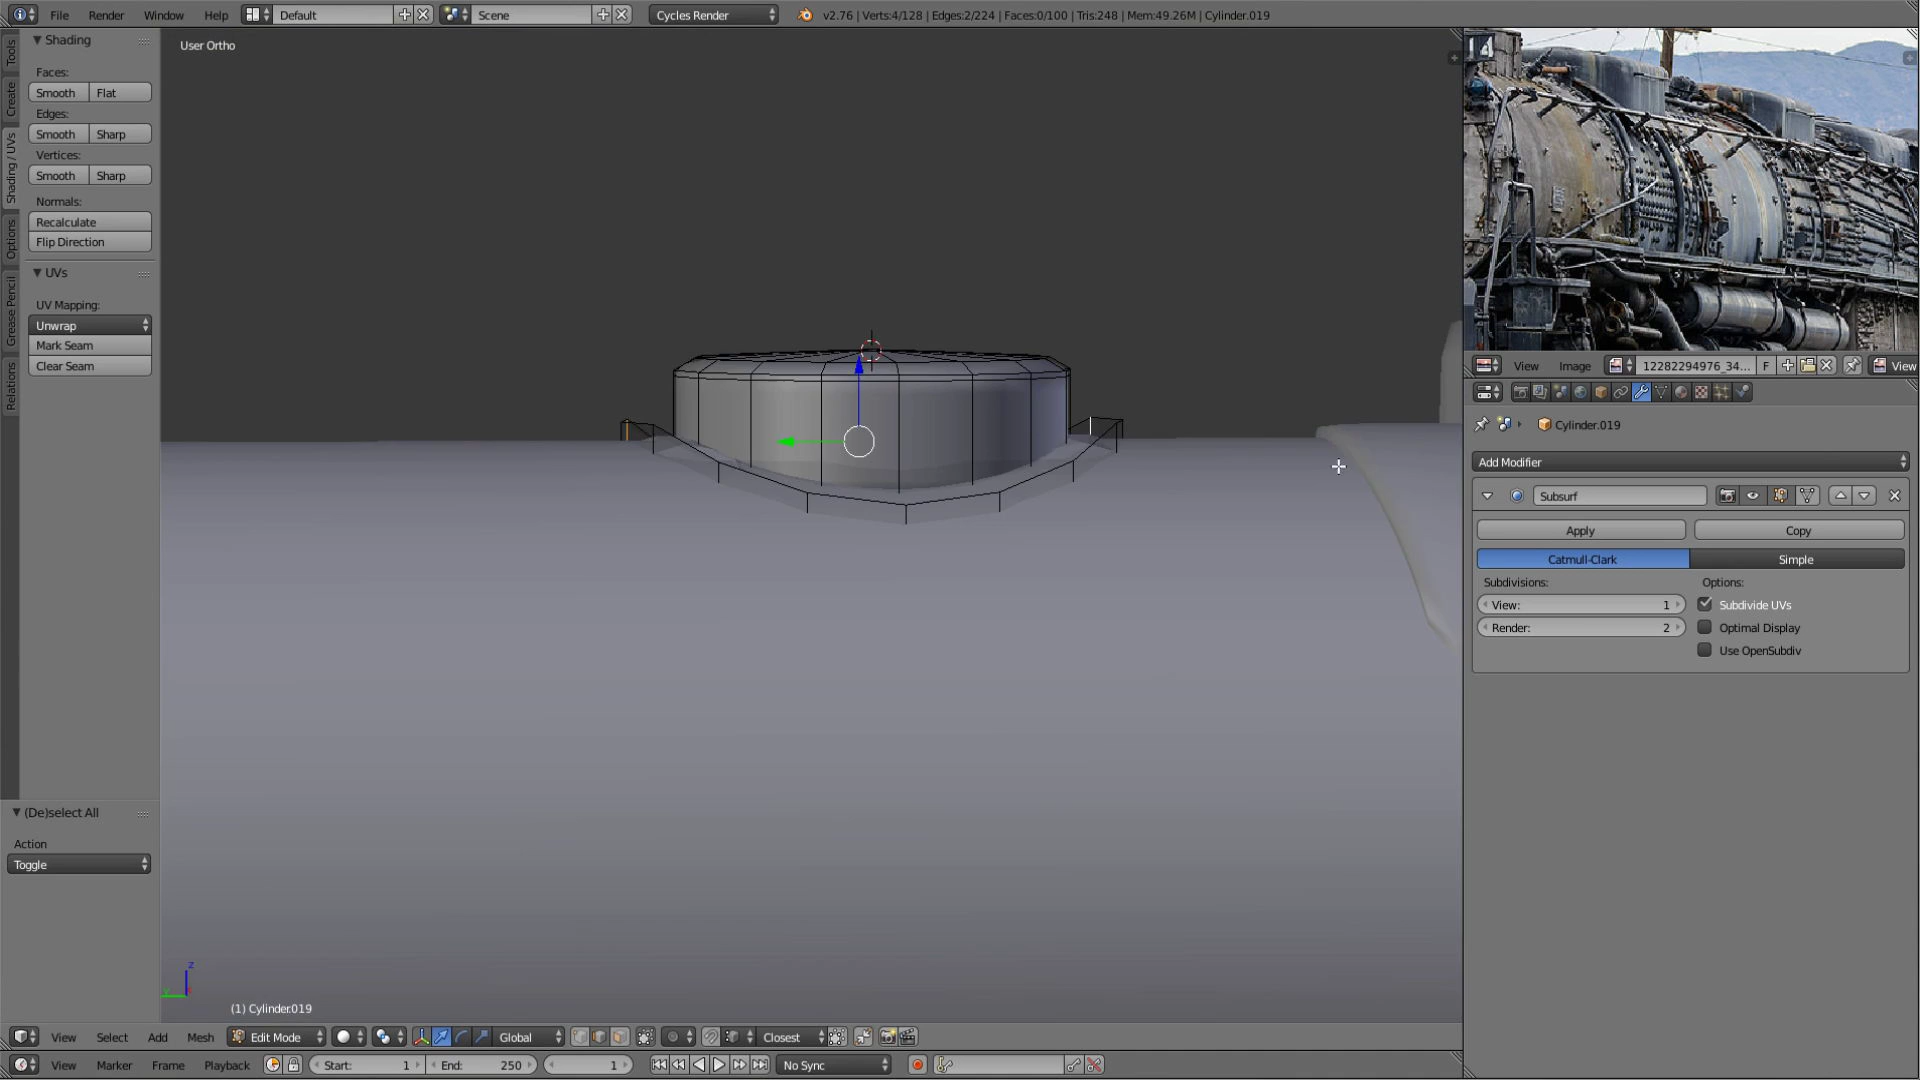 File Render Window Help Default Scene Cycles Render v2.76 | Verts:4/128 | Edges:2/224 | Faces:0/100 | Tris:248 | Mem:49.26M | Cylinder.019
Tools
Create
Shading / UVs
Options
Grease Pencil
Relations
Shading
Faces:
Smooth Flat
Edges:
Smooth Sharp
Vertices:
Smooth Sharp
Normals:
Recalculate
Flip Direction
UVs
UV Mapping:
Unwrap
Mark Seam
Clear Seam
(De)select All
Action
Toggle
User Ortho
(1) Cylinder.019
14
View Image 12282294976_34... F View
Cylinder.019
Add Modifier
Subsurf
Apply Copy
Catmull-Clark Simple
Subdivisions: Options:
View: 1 Subdivide UVs
Render: 2 Optimal Display
Use OpenSubdiv
View Select Add Mesh Edit Mode Global Closest
View Marker Frame Playback Start: 1 End: 250 1 No Sync